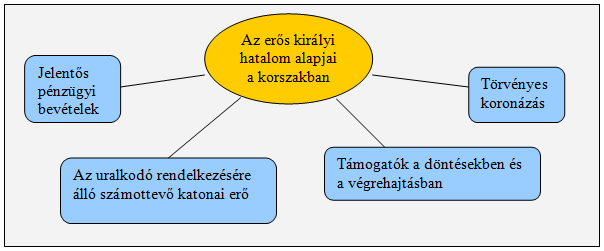 Az erős királyi
hatalom alapjai
a korszakban
Jelentős
pénzügyi
bevételek
Törvényes
koronázás
Az uralkodó rendelkezésére
álló számottevő katonai erő
Támogatók a döntésekben és
a végrehajtásban